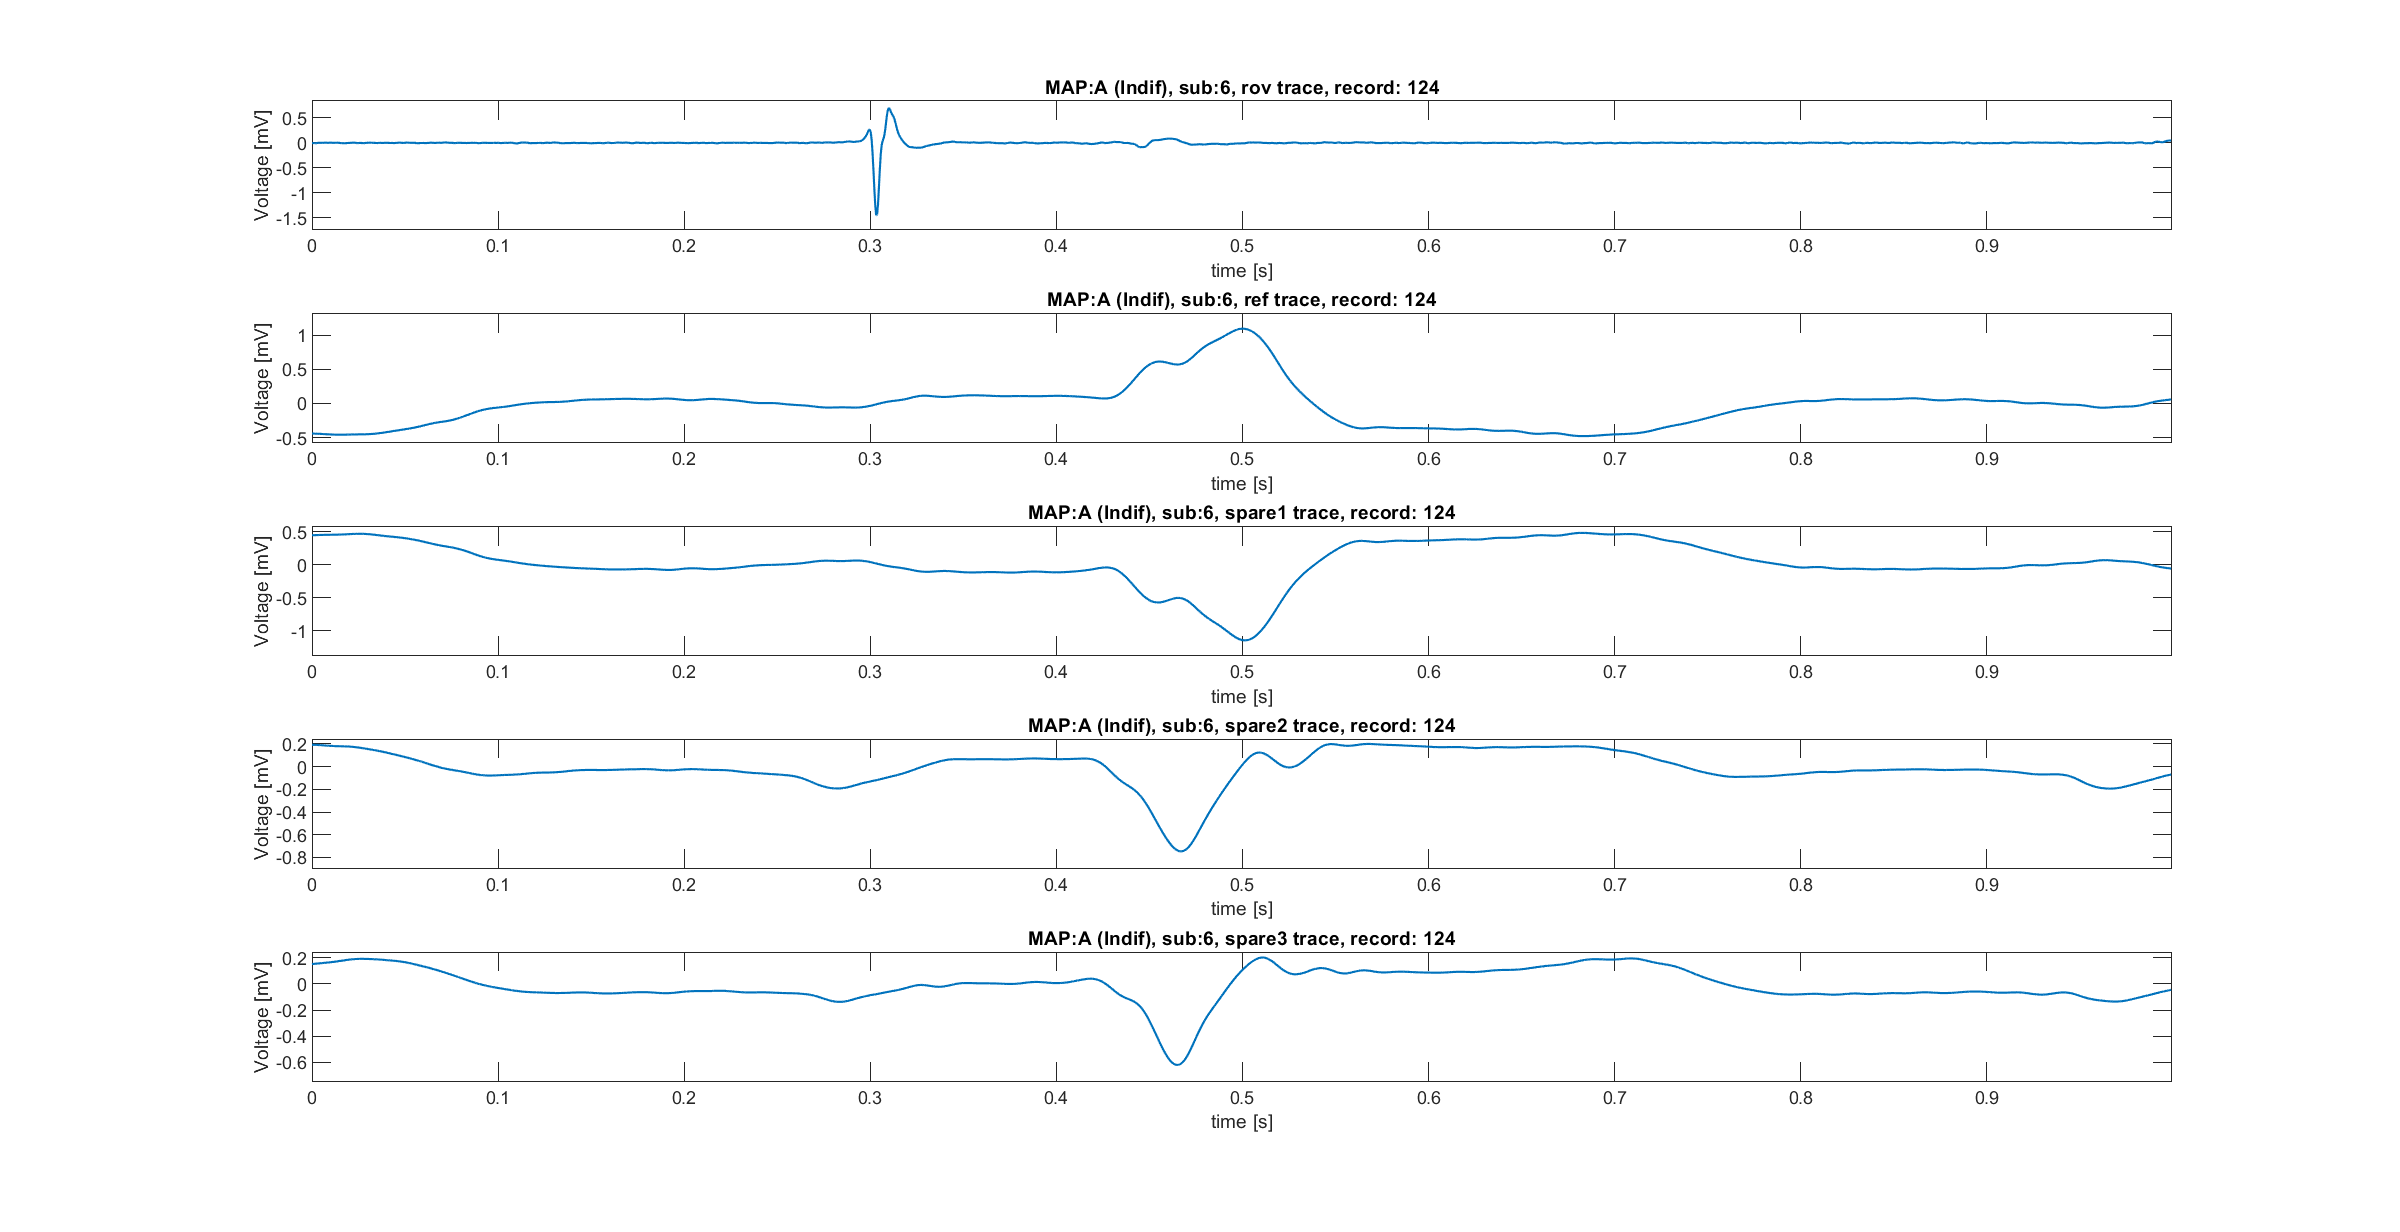 MAP:A (Indif), sub:6, rov trace, record: 124
Voltage [mV]
0.5
0
-0.5
-1
-1.5
0 0.1 0.2 0.3 0.4 0.5 0.6 0.7 0.8 0.9
time [s]
MAP:A (Indif), sub:6, ref trace, record: 124
Voltage [mV]
1
0.5
0
-0.5
0 0.1 0.2 0.3 0.4 0.5 0.6 0.7 0.8 0.9
time [s]
MAP:A (Indif), sub:6, spare1 trace, record: 124
Voltage [mV]
0.5
0
-0.5
-1
0 0.1 0.2 0.3 0.4 0.5 0.6 0.7 0.8 0.9
time [s]
MAP:A (Indif), sub:6, spare2 trace, record: 124
Voltage [mV]
0.2
0
-0.2
-0.4
-0.6
-0.8
0 0.1 0.2 0.3 0.4 0.5 0.6 0.7 0.8 0.9
time [s]
MAP:A (Indif), sub:6, spare3 trace, record: 124
Voltage [mV]
0.2
0
-0.2
-0.4
-0.6
0 0.1 0.2 0.3 0.4 0.5 0.6 0.7 0.8 0.9
time [s]